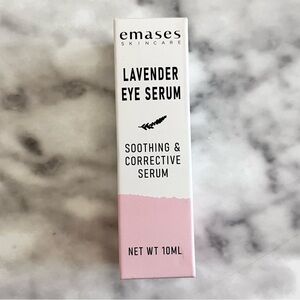 emases
SKINCARE
LAVENDER
EYE SERUM
SOOTHING &
CORRECTIVE
SERUM
NET WT 10ML